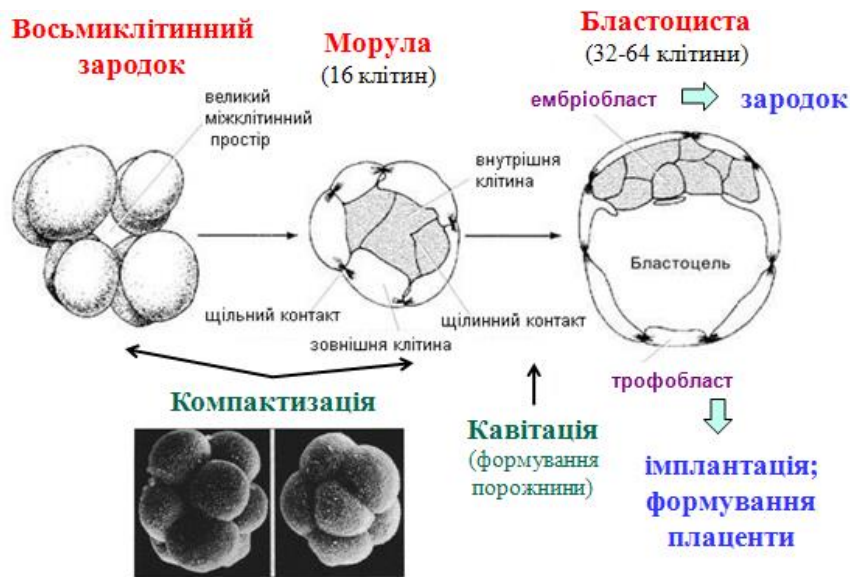 Восьмиклітинний
зародок
Морула
(16 клітин)
Бластоциста
(32-64 клітини)
ембріобласт
зародок
великий
міжклітинний
простір
внутрішня
клітина
Бластоцель
щільний контакт
зовнішня клітина
щілинний контакт
трофобласт
Компактизація
Кавітація
(формування
порожнини)
імплантація;
формування
плаценти